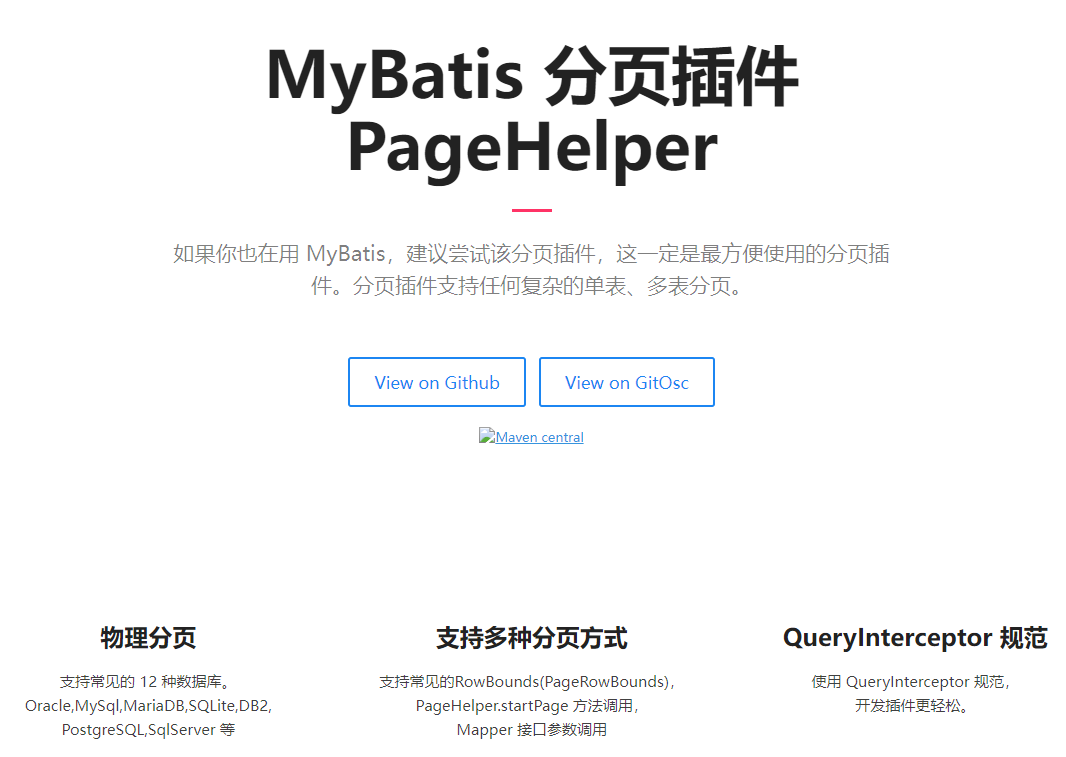 MyBatis 分页插件
PageHelper
如果你也在用 MyBatis，建议尝试该分页插件，这一定是最方便使用的分页插
件。分页插件支持任何复杂的单表、多表分页。
View on Github
View on GitOsc
Maven central
物理分页
支持常见的 12 种数据库。
Oracle,MySql,MariaDB,SQLite,DB2,
PostgreSQL,SqlServer 等
支持多种分页方式
支持常见的RowBounds(PageRowBounds)，
PageHelper.startPage 方法调用，
Mapper 接口参数调用
QueryInterceptor 规范
使用 QueryInterceptor 规范，
开发插件更轻松。